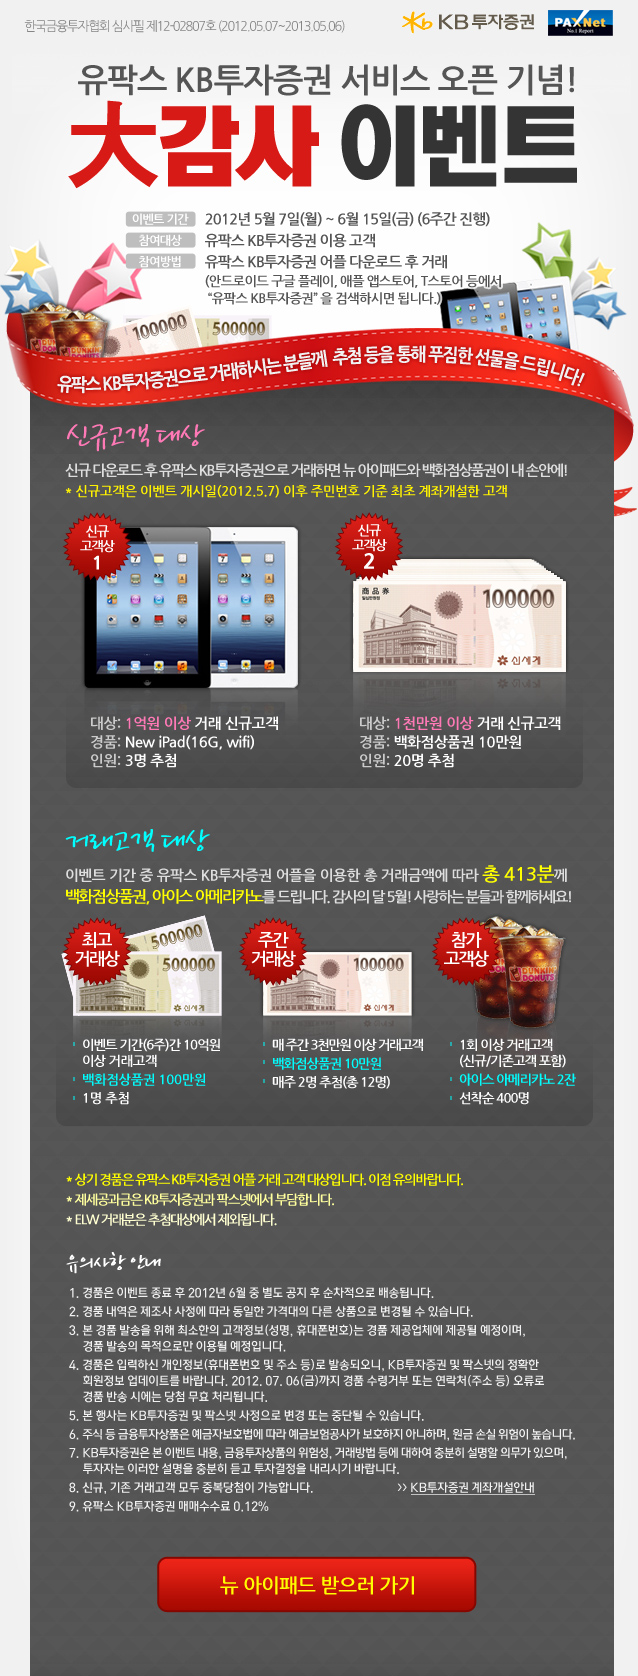 한국금융투자협회 심사필 제12-02807호 (2012.05.07~2013.05.06)
KB 투자증권
PAXNet
No.1 Report
유팍스 KB투자증권 서비스 오픈 기념!
大감사 이벤트
이벤트 기간 2012년 5월 7일(월) ~ 6월 15일(금) (6주간 진행)
참여대상 유팍스 KB투자증권 이용 고객
참여방법 유팍스 KB투자증권 어플 다운로드 후 거래
(안드로이드 구글 플레이, 애플 앱스토어, T스토어 등에서
“유팍스 KB투자증권” 을 검색하시면 됩니다.)
100000
500000
유팍스 KB투자증권으로 거래하시는 분들께 추첨 등을 통해 푸짐한 선물을 드립니다!
신규고객 대상
신규 다운로드 후 유팍스 KB투자증권으로 거래하면 뉴 아이패드와 백화점상품권이 내 손안에!
* 신규고객은 이벤트 개시일(2012.5.7) 이후 주민번호 기준 최초 계좌개설한 고객
신규
고객상
1
신규
고객상
2
商品券
100000
신세계
대상: 1억원 이상 거래 신규고객
경품: New iPad(16G, wifi)
인원: 3명 추첨
대상: 1천만원 이상 거래 신규고객
경품: 백화점상품권 10만원
인원: 20명 추첨
거래고객 대상
이벤트 기간 중 유팍스 KB투자증권 어플을 이용한 총 거래금액에 따라 총 413분께
백화점상품권, 아이스 아메리카노를 드립니다. 감사의 달 5월! 사랑하는 분들과 함께하세요!
최고
거래상
500000
500000
신세계
주간
거래상
100000
신세계
참가
고객상
DUNKIN'
DONUTS
이벤트 기간(6주)간 10억원
이상 거래고객
백화점상품권 100만원
1명 추첨
매 주간 3천만원 이상 거래고객
백화점상품권 10만원
매주 2명 추첨(총 12명)
1회 이상 거래고객
(신규/기존고객 포함)
아이스 아메리카노 2잔
선착순 400명
* 상기 경품은 유팍스 KB투자증권 어플 거래 고객 대상입니다. 이점 유의바랍니다.
* 제세공과금은 KB투자증권과 팍스넷에서 부담합니다.
* ELW 거래분은 추첨대상에서 제외됩니다.
유의사항 안내
1. 경품은 이벤트 종료 후 2012년 6월 중 별도 공지 후 순차적으로 배송됩니다.
2. 경품 내역은 제조사 사정에 따라 동일한 가격대의 다른 상품으로 변경될 수 있습니다.
3. 본 경품 발송을 위해 최소한의 고객정보(성명, 휴대폰번호)는 경품 제공업체에 제공될 예정이며,
경품 발송의 목적으로만 이용될 예정입니다.
4. 경품은 입력하신 개인정보(휴대폰번호 및 주소 등)로 발송되오니, KB투자증권 및 팍스넷의 정확한
회원정보 업데이트를 바랍니다. 2012. 07. 06(금)까지 경품 수령거부 또는 연락처(주소 등) 오류로
경품 반송 시에는 당첨 무효 처리됩니다.
5. 본 행사는 KB투자증권 및 팍스넷 사정으로 변경 또는 중단될 수 있습니다.
6. 주식 등 금융투자상품은 예금자보호법에 따라 예금보험공사가 보호하지 아니하며, 원금 손실 위험이 높습니다.
7. KB투자증권은 본 이벤트 내용, 금융투자상품의 위험성, 거래방법 등에 대하여 충분히 설명할 의무가 있으며,
투자자는 이러한 설명을 충분히 듣고 투자결정을 내리시기 바랍니다.
8. 신규, 기존 거래고객 모두 중복당첨이 가능합니다. >> KB투자증권 계좌개설안내
9. 유팍스 KB투자증권 매매수수료 0.12%
뉴 아이패드 받으러 가기